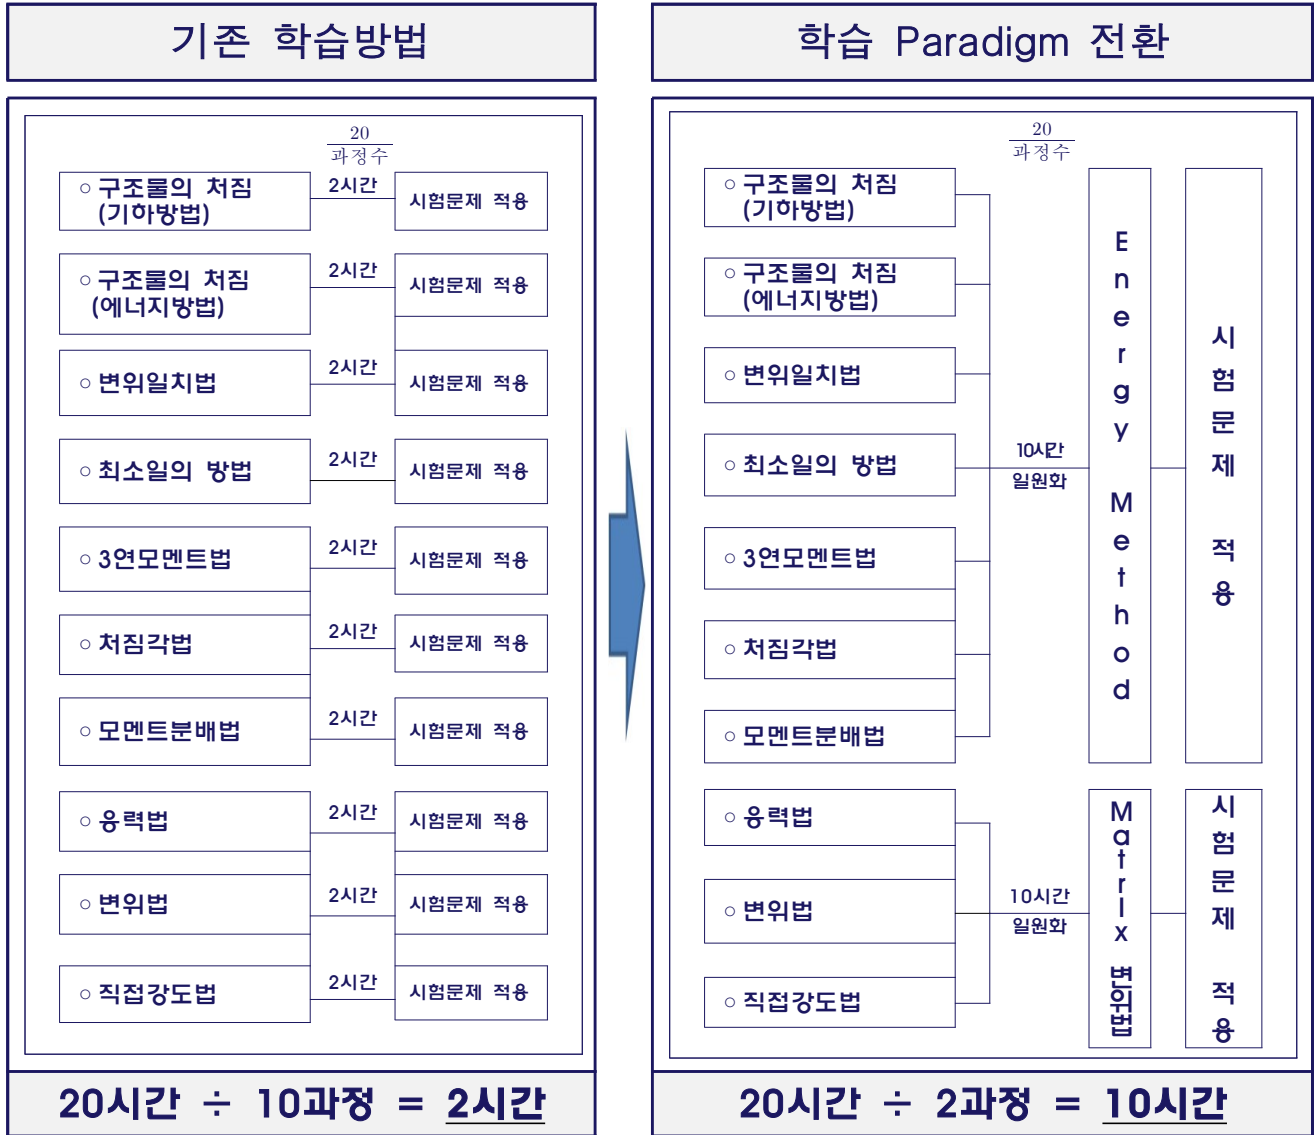 기존 학습방법
20
과정수
○ 구조물의 처짐
(기하방법)
2시간
시험문제 적용
○ 구조물의 처짐
(에너지방법)
2시간
시험문제 적용
○ 변위일치법
2시간
시험문제 적용
○ 최소일의 방법
2시간
시험문제 적용
○ 3연모멘트법
2시간
시험문제 적용
○ 처짐각법
2시간
시험문제 적용
○ 모멘트분배법
2시간
시험문제 적용
○ 응력법
2시간
시험문제 적용
○ 변위법
2시간
시험문제 적용
○ 직접강도법
2시간
시험문제 적용
20시간 ÷ 10과정 = 2시간
학습 Paradigm 전환
20
과정수
○ 구조물의 처짐
(기하방법)
○ 구조물의 처짐
(에너지방법)
○ 변위일치법
○ 최소일의 방법
○ 3연모멘트법
○ 처짐각법
○ 모멘트분배법
10시간
일원화
Energy Method
시험문제 적용
○ 응력법
○ 변위법
○ 직접강도법
10시간
일원화
Matrix 변위법
시험문제 적용
20시간 ÷ 2과정 = 10시간